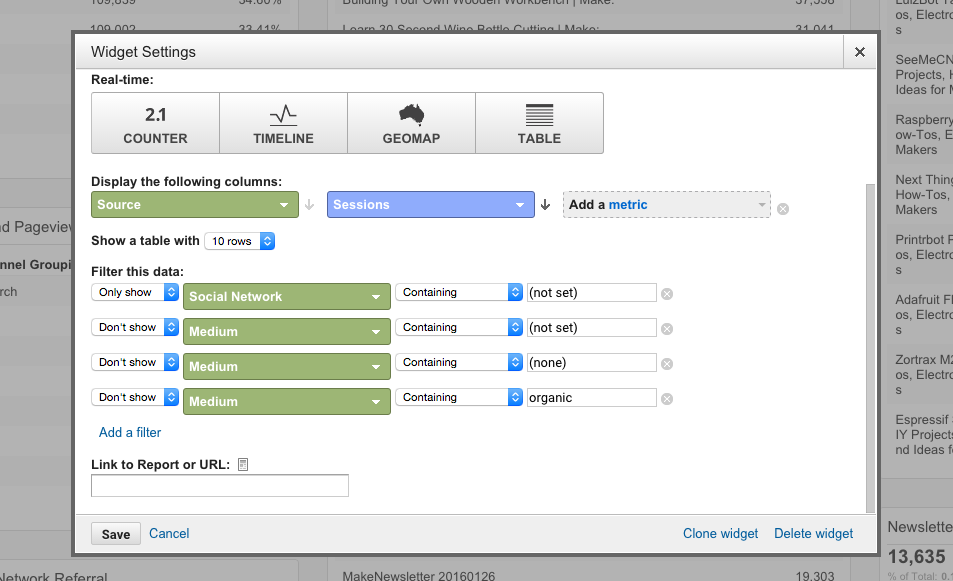 109,859 34.60% Building Your Own Wooden Workbench | Make: 37,558
109,002 33.41% Learn 30 Second Wine Bottle Cutting | Make: 31,041
os, Electro
s
SeeMeCN
Projects, H
Ideas for M
Raspberry
ow-Tos, E
Makers
Next Thing
How-Tos,
Makers
Printrbot P
os, Electro
s
Adafruit Fl
os, Electro
s
Zortrax M2
os, Electro
s
Espressif
IY Projects
nd Ideas fo
nd Pageview
nnel Groupi
rch
Widget Settings
Real-time:
2.1
COUNTER TIMELINE GEOMAP TABLE
Display the following columns:
Source Sessions Add a metric
Show a table with 10 rows
Filter this data:
Only show Social Network Containing (not set)
Don't show Medium Containing (not set)
Don't show Medium Containing (none)
Don't show Medium Containing organic
Add a filter
Link to Report or URL:
Save Cancel Clone widget Delete widget
Newslette
13,635
% of Total: 0.
Network Referral
MakeNewsletter 20160126 19,303